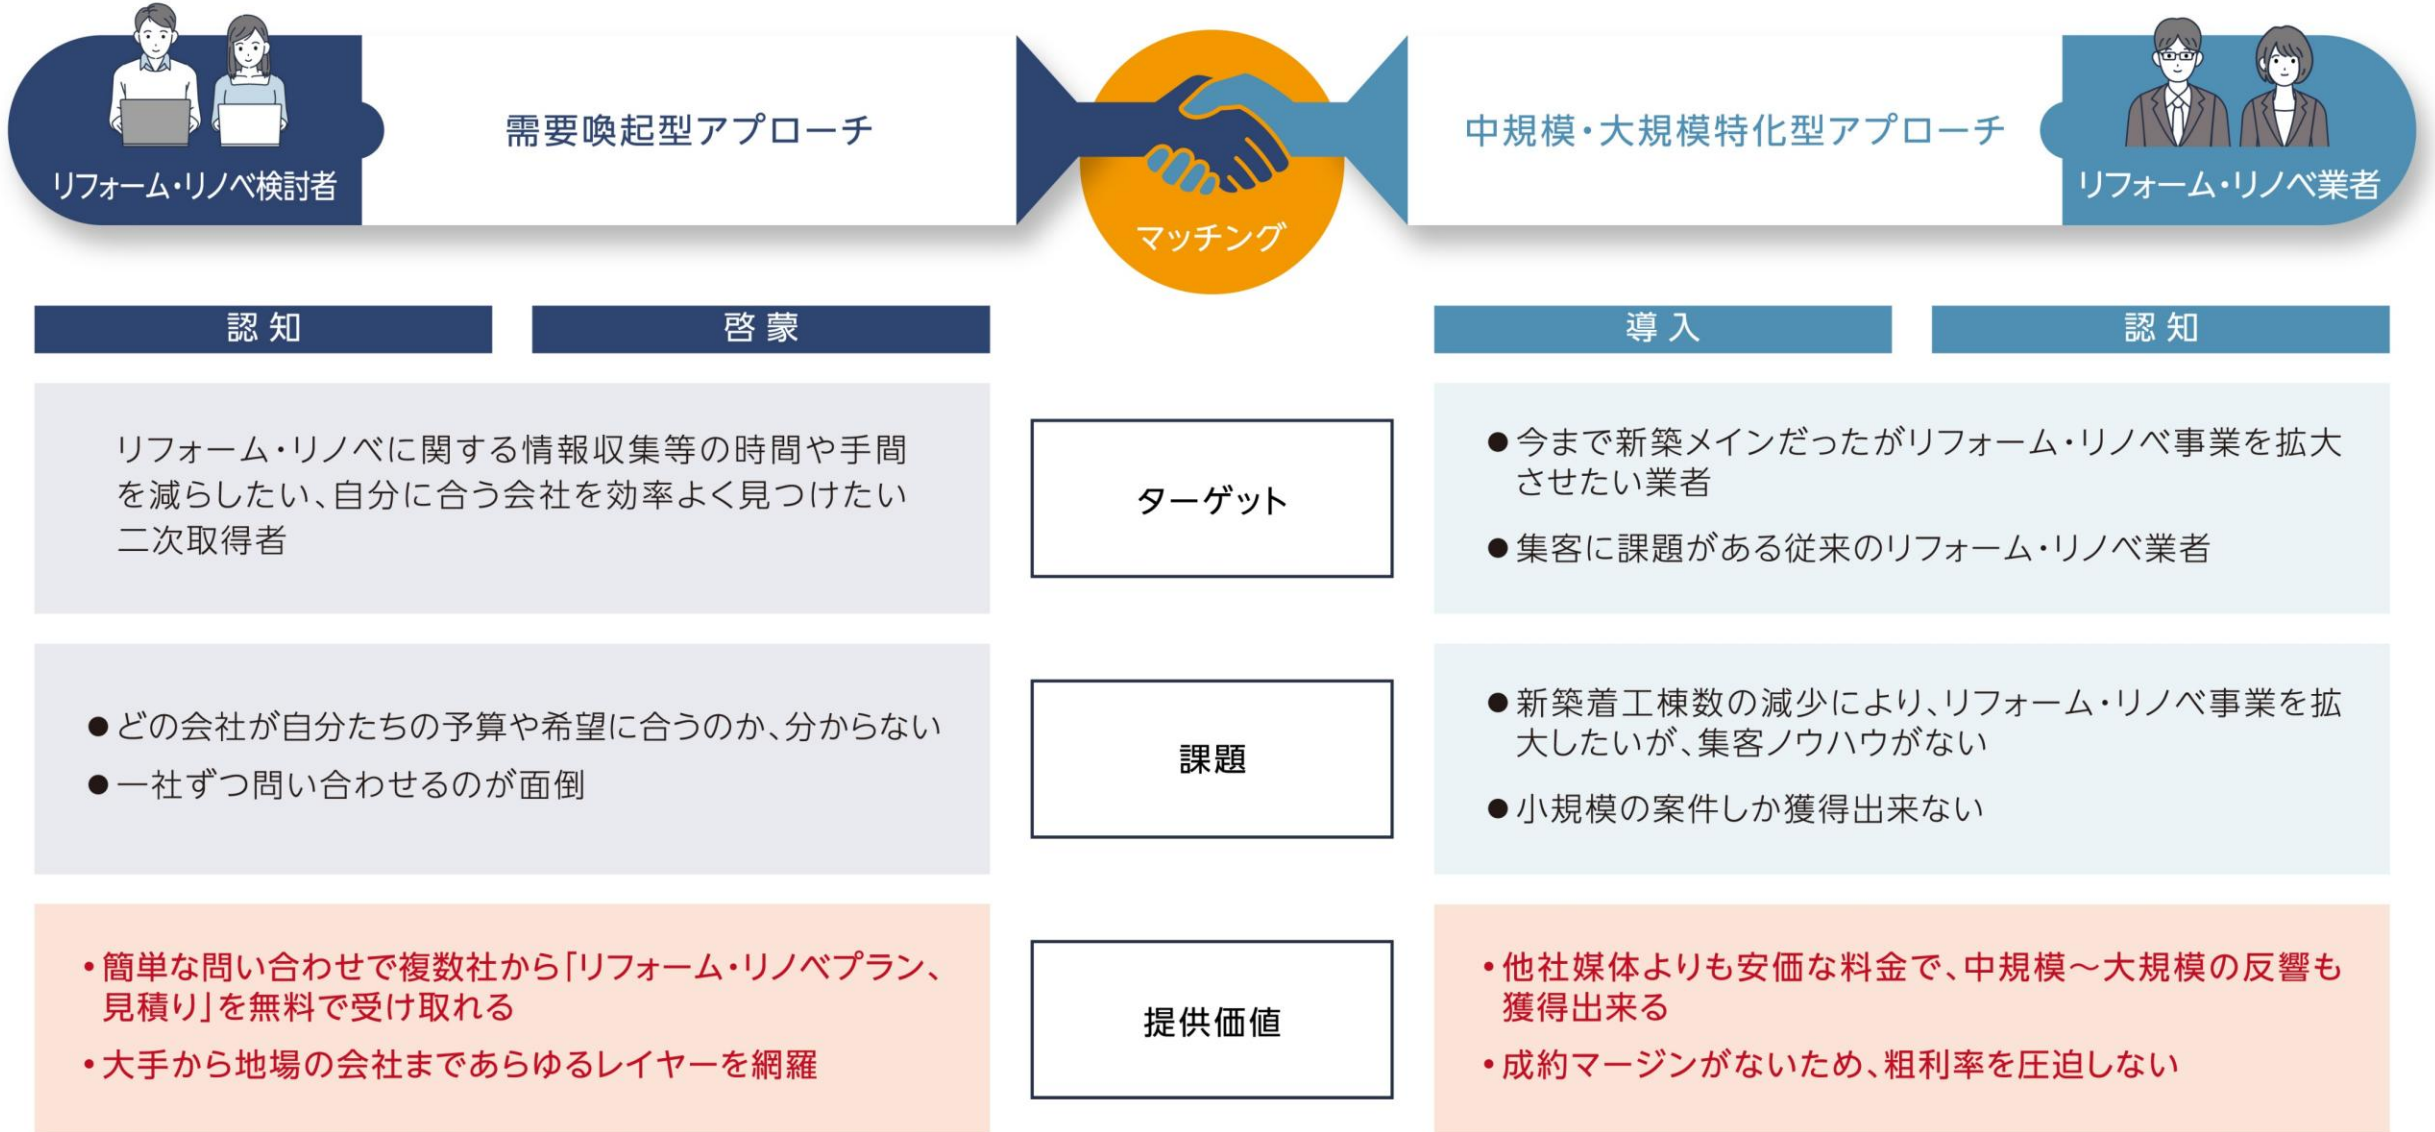 リフォーム・リノベ検討者
需要喚起型アプローチ
マッチング
中規模・大規模特化型アプローチ
リフォーム・リノベ業者
認知
啓蒙
導入
認知
リフォーム・リノベに関する情報収集等の時間や手間
を減らしたい、自分に合う会社を効率よく見つけたい
二次取得者
ターゲット
●今まで新築メインだったがリフォーム・リノベ事業を拡大
させたい業者
●集客に課題がある従来のリフォーム・リノベ業者
●どの会社が自分たちの予算や希望に合うのか、分からない
●一社ずつ問い合わせるのが面倒
課題
●新築着工棟数の減少により、リフォーム・リノベ事業を拡
大したいが、集客ノウハウがない
●小規模の案件しか獲得出来ない
・簡単な問い合わせで複数社から「リフォーム・リノベプラン、
見積り」を無料で受け取れる
・大手から地場の会社まであらゆるレイヤーを網羅
提供価値
・他社媒体よりも安価な料金で、中規模～大規模の反響も
獲得出来る
・成約マージンがないため、粗利率を圧迫しない